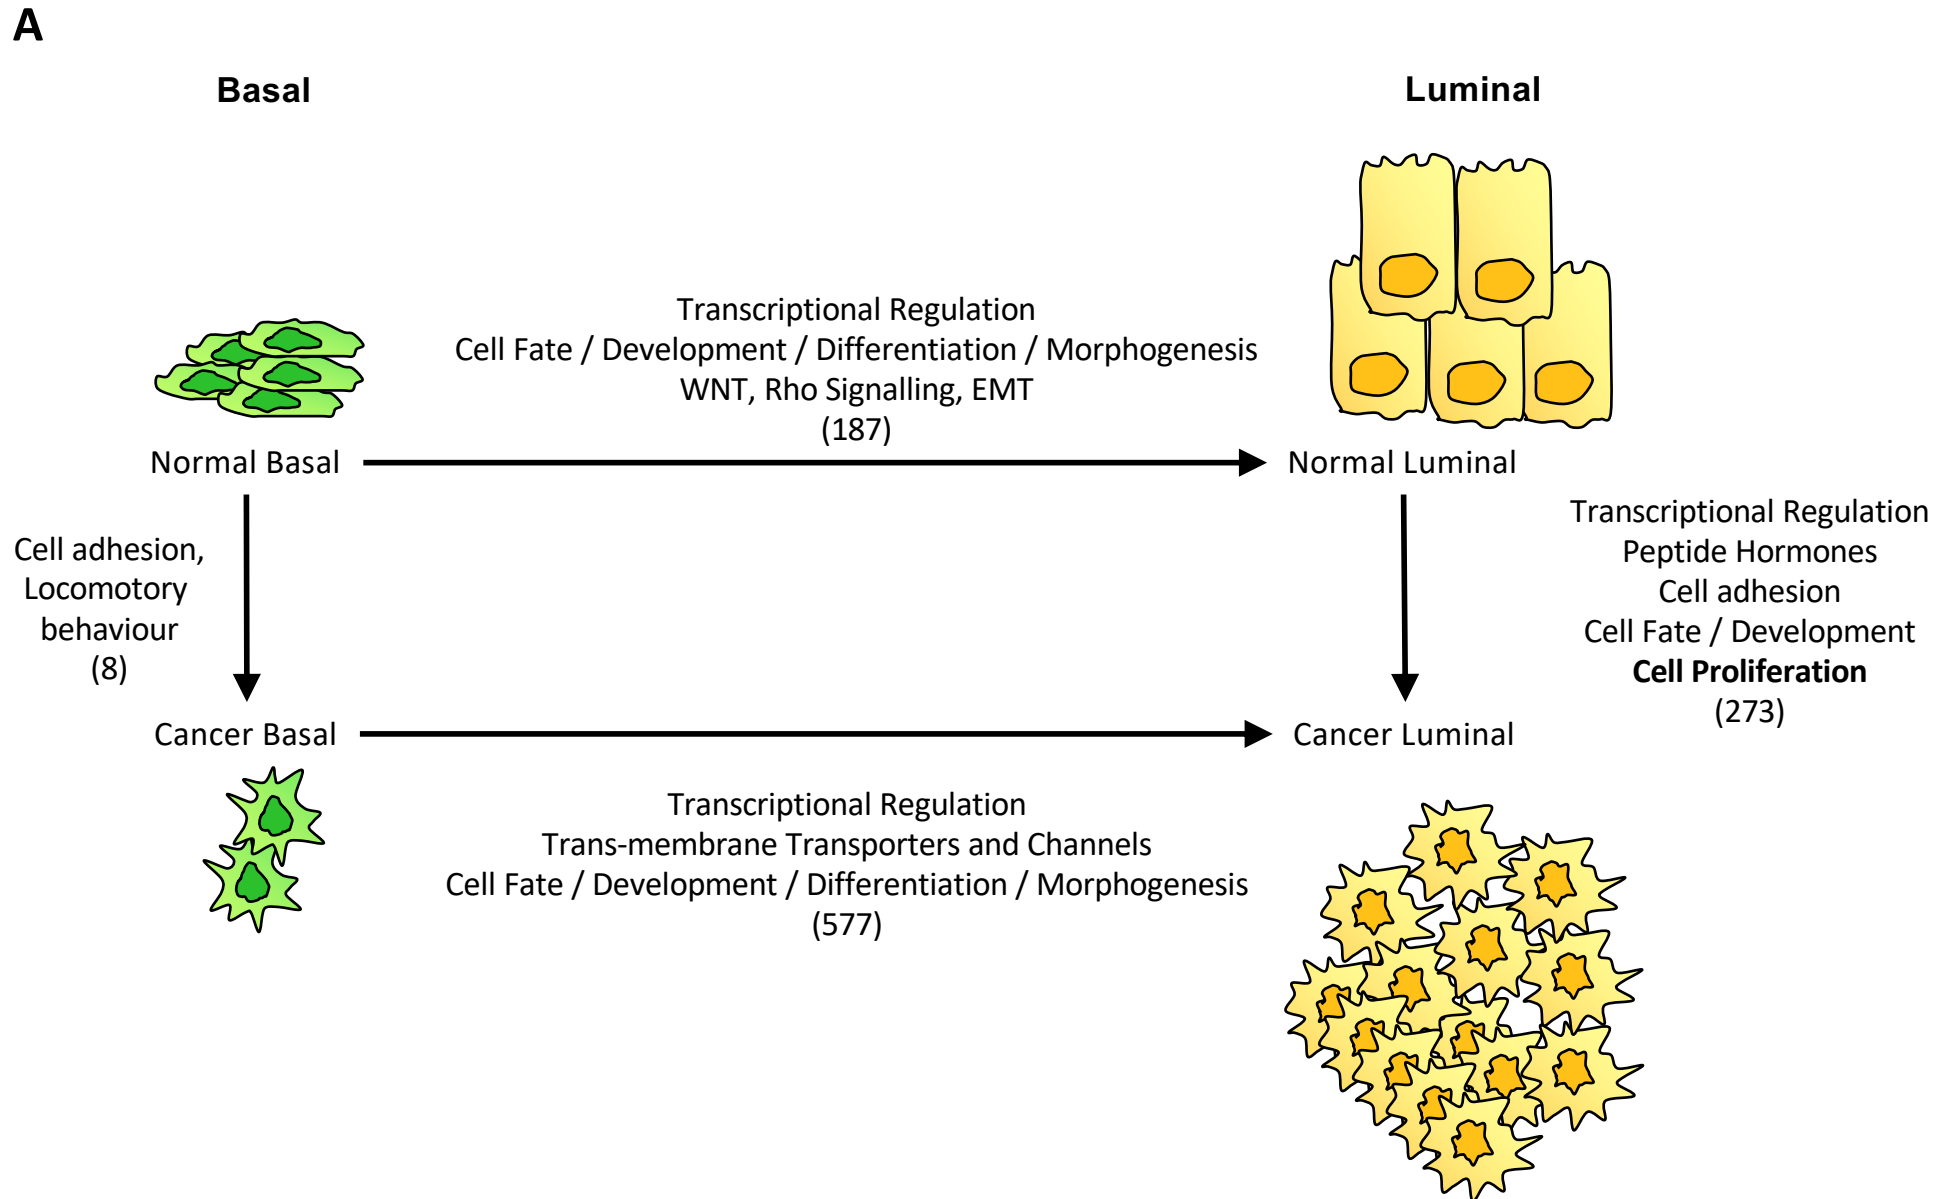 A
Basal
Luminal
Transcriptional Regulation
Cell Fate / Development / Differentiation / Morphogenesis
WNT, Rho Signalling, EMT
(187)
Normal Basal
Normal Luminal
Cell adhesion,
Locomotory
behaviour
(8)
Transcriptional Regulation
Peptide Hormones
Cell adhesion
Cell Fate / Development
Cell Proliferation
(273)
Cancer Basal
Cancer Luminal
Transcriptional Regulation
Trans-membrane Transporters and Channels
Cell Fate / Development / Differentiation / Morphogenesis
(577)